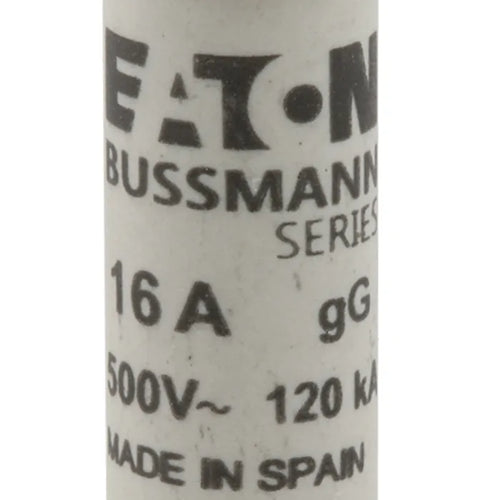 EATON
BUSSMANN
SERIES
16 A gG
500V~ 120 kA
MADE IN SPAIN